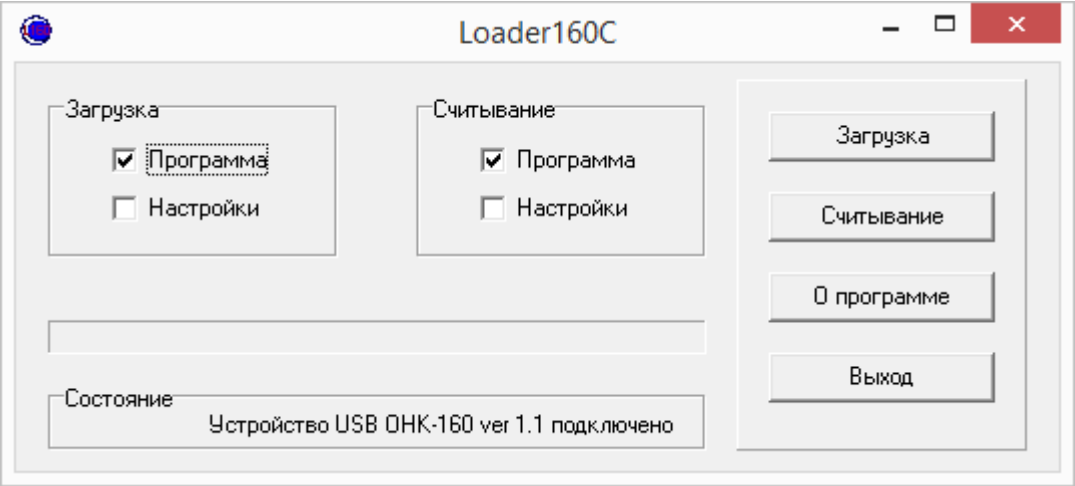 Loader160C
Загрузка
Программа
Настройки
Считывание
Программа
Настройки
Загрузка
Считывание
О программе
Выход
Состояние
Устройство USB ОНК-160 ver 1.1 подключено